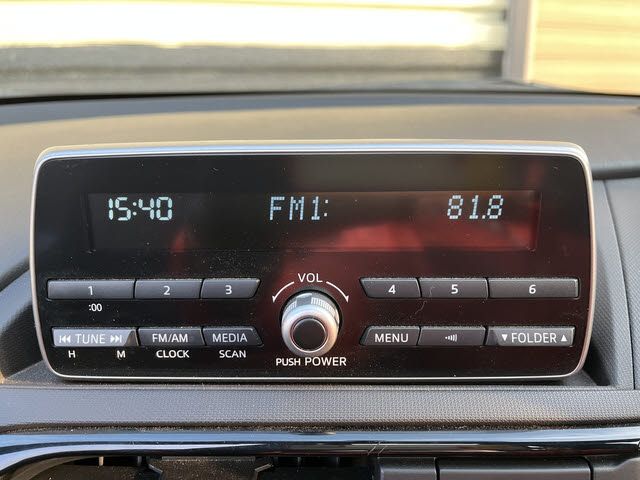 15:40 FM1: 81.8
VOL
1 2 3 4 5 6
:00
⏮ TUNE ⏭ FM/AM MEDIA MENU ▼ FOLDER ▲
H M CLOCK SCAN PUSH POWER